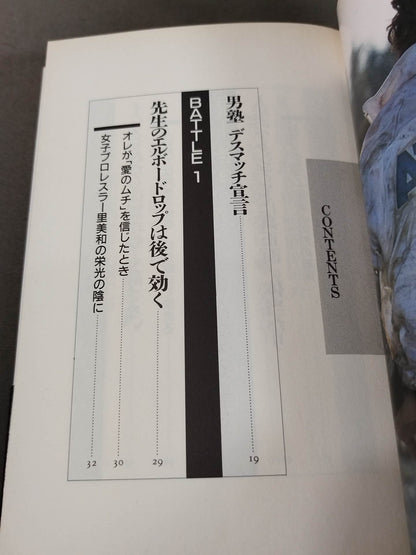 CONTENTS
男塾 デスマッチ宣言 19
BATTLE 1
先生のエルボードロップは後で効く 29
オレが「愛のムチ」を信じたとき 30
女子プロレスラー里美和の栄光の陰に 32